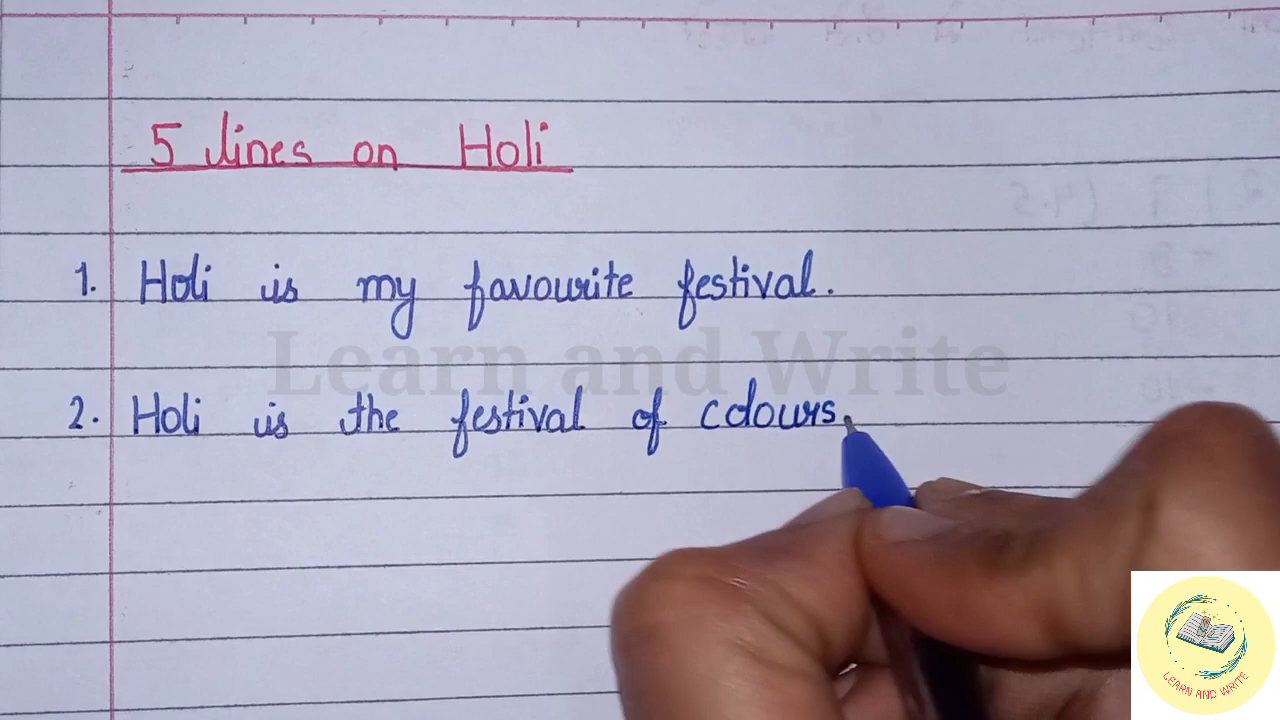 5 lines on Holi
1. Holi is my favourite festival.
Learn and Write
2. Holi is the festival of colours.
LEARN AND WRITE